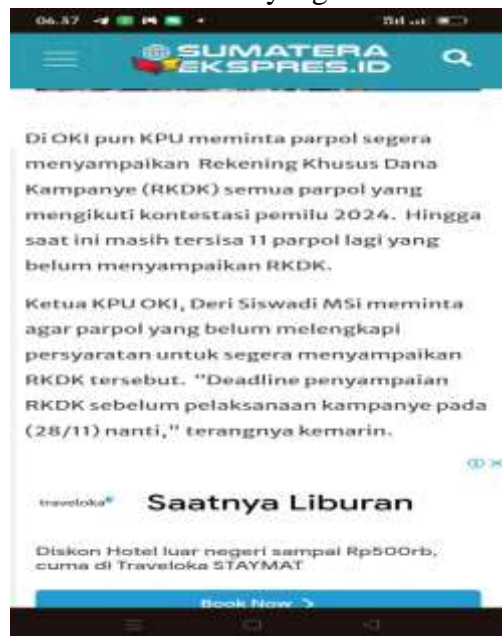 06.57
SUMATERA
EKSPRES.ID
Di OKI pun KPU meminta parpol segera
menyampaikan Rekening Khusus Dana
Kampanye (RKDK) semua parpol yang
mengikuti kontestasi pemilu 2024. Hingga
saat ini masih tersisa 11 parpol lagi yang
belum menyampaikan RKDK.
Ketua KPU OKI, Deri Siswadi MSi meminta
agar parpol yang belum melengkapi
persyaratan untuk segera menyampaikan
RKDK tersebut. "Deadline penyampaian
RKDK sebelum pelaksanaan kampanye pada
(28/11) nanti," terangnya kemarin.
traveloka
Saatnya Liburan
Diskon Hotel luar negeri sampai Rp500rb,
cuma di Traveloka STAYMAT
Book Now >